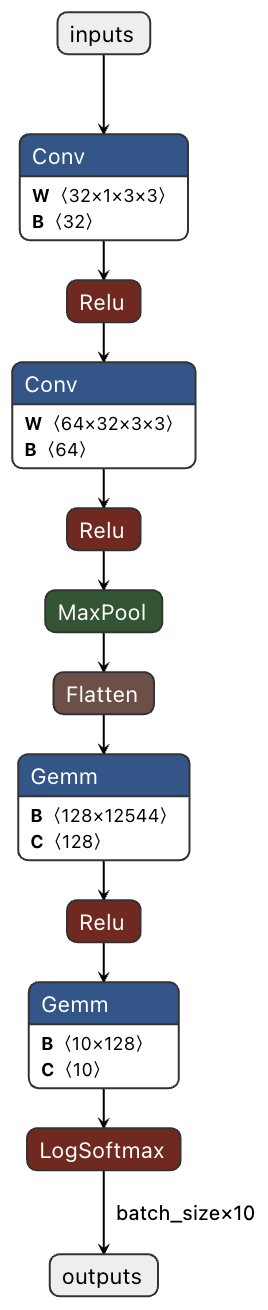 inputs
Conv
W ⟨32×1×3×3⟩
B ⟨32⟩
Relu
Conv
W ⟨64×32×3×3⟩
B ⟨64⟩
Relu
MaxPool
Flatten
Gemm
B ⟨128×12544⟩
C ⟨128⟩
Relu
Gemm
B ⟨10×128⟩
C ⟨10⟩
LogSoftmax
batch_size×10
outputs